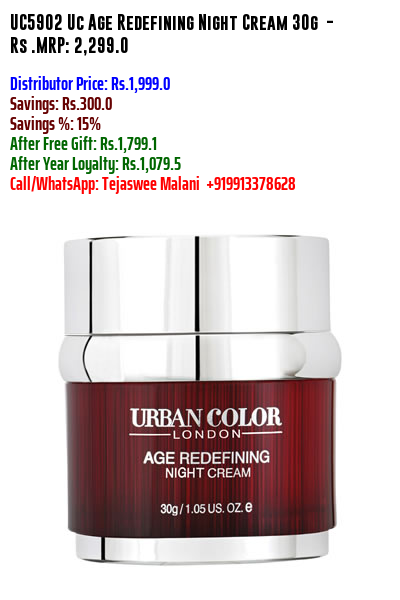 UC5902 Uc Age Redefining Night Cream 30g -
Rs .MRP: 2,299.0
Distributor Price: Rs.1,999.0
Savings: Rs.300.0
Savings %: 15%
After Free Gift: Rs.1,799.1
After Year Loyalty: Rs.1,079.5
Call/WhatsApp: Tejaswee Malani +919913378628
URBAN COLOR
LONDON
AGE REDEFINING
NIGHT CREAM
30g / 1.05 US. OZ. e